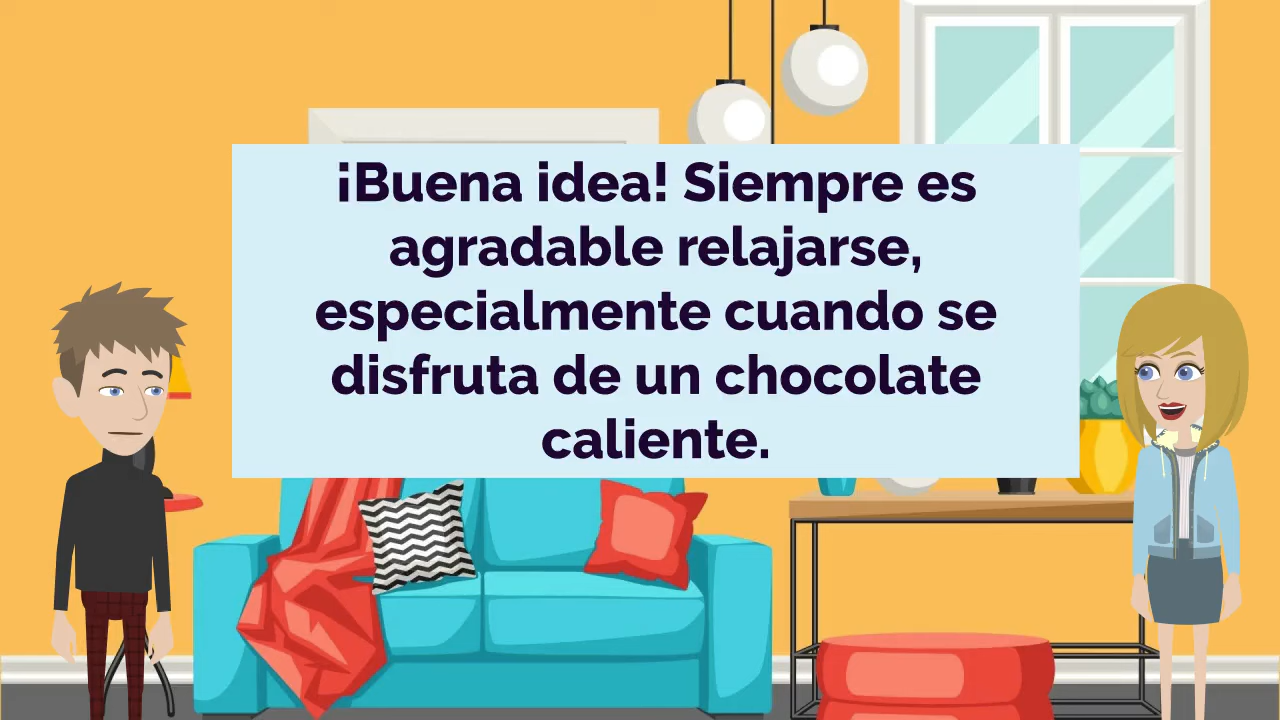 ¡Buena idea! Siempre es
agradable relajarse,
especialmente cuando se
disfruta de un chocolate
caliente.